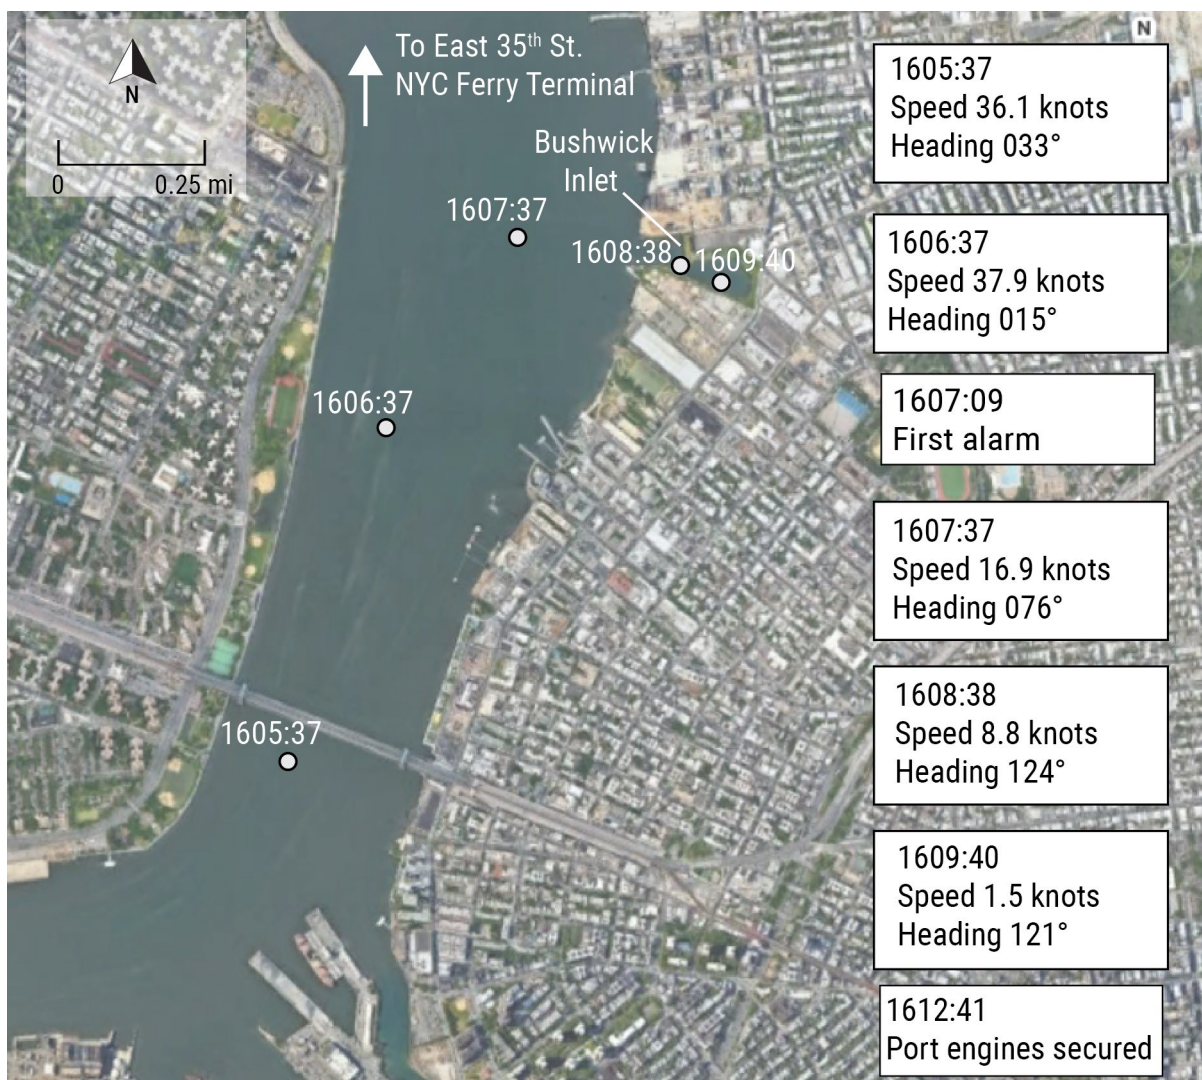 To East 35th St.
NYC Ferry Terminal
N
N
0 0.25 mi
Bushwick
Inlet
1607:37
1608:38
1609:40
1606:37
1605:37
1605:37
Speed 36.1 knots
Heading 033°
1606:37
Speed 37.9 knots
Heading 015°
1607:09
First alarm
1607:37
Speed 16.9 knots
Heading 076°
1608:38
Speed 8.8 knots
Heading 124°
1609:40
Speed 1.5 knots
Heading 121°
1612:41
Port engines secured